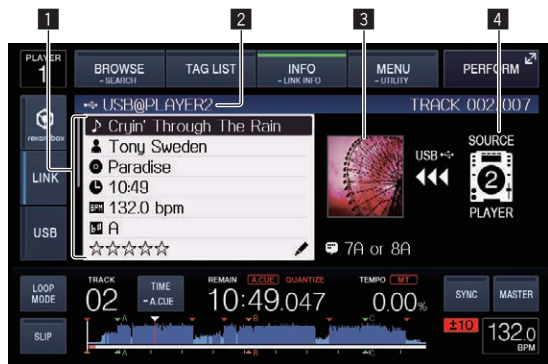 1 2 3 4
PLAYER
1
BROWSE
- SEARCH
TAG LIST
INFO
- LINK INFO
MENU
- UTILITY
PERFORM
USB@PLAYER2
TRACK 002/007
rekordbox
LINK
USB
Cryin' Through The Rain
Tony Sweden
Paradise
10:49
BPM 132.0 bpm
A
USB
SOURCE
2
PLAYER
7A or 8A
LOOP
MODE
TRACK
02
TIME
- A.CUE
REMAIN A.CUE QUANTIZE
10:49.047
TEMPO MT
0.00%
SYNC
MASTER
SLIP
A B C
A B C
±10
132.0
BPM